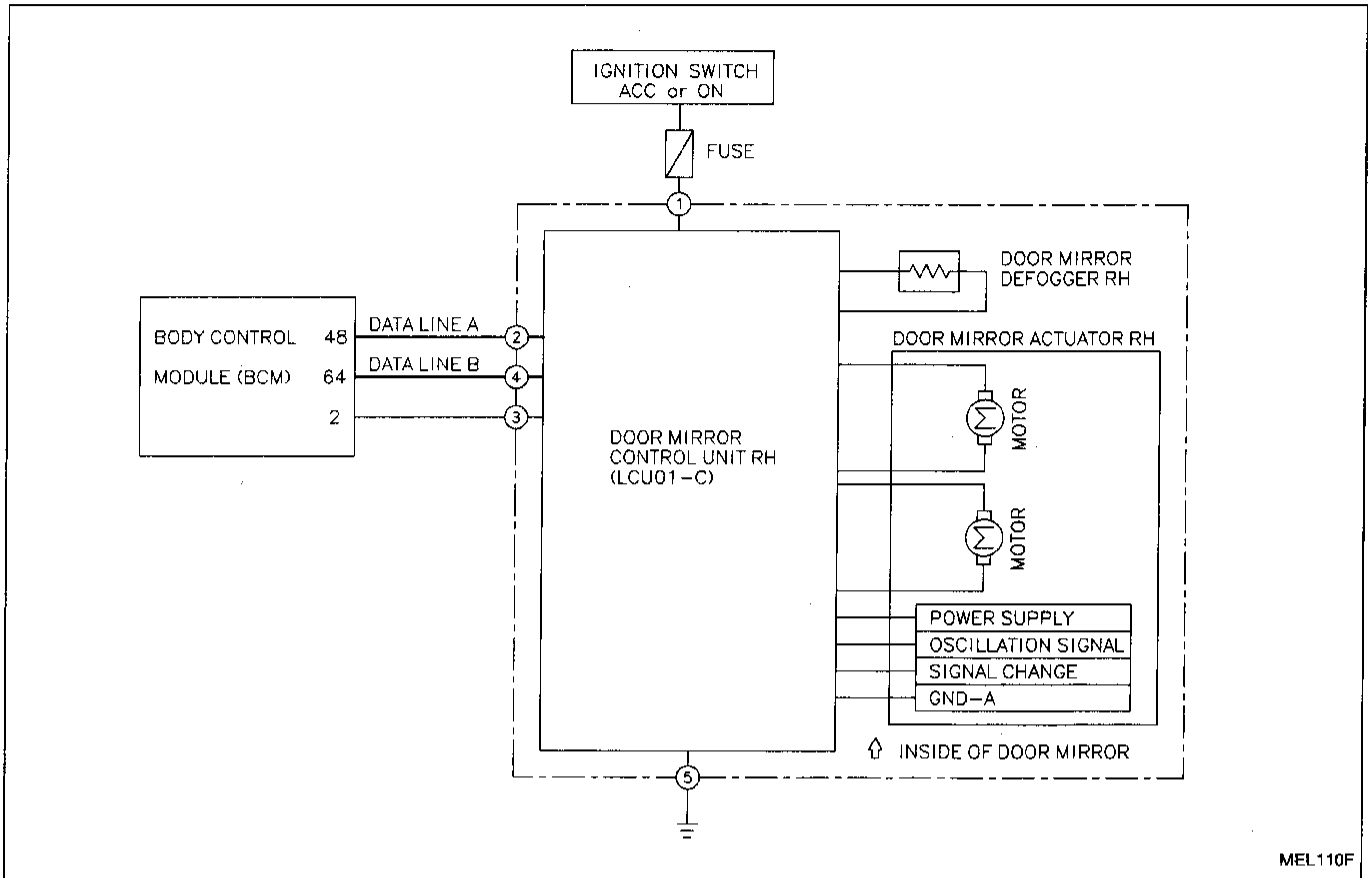 IGNITION SWITCH
ACC or ON
FUSE
1
DOOR MIRROR
DEFOGGER RH
BODY CONTROL 48
MODULE (BCM) 64
2
DATA LINE A
DATA LINE B
2
4
3
DOOR MIRROR
CONTROL UNIT RH
(LCU01-C)
DOOR MIRROR ACTUATOR RH
M
MOTOR
M
MOTOR
POWER SUPPLY
OSCILLATION SIGNAL
SIGNAL CHANGE
GND-A
INSIDE OF DOOR MIRROR
5
MEL110F